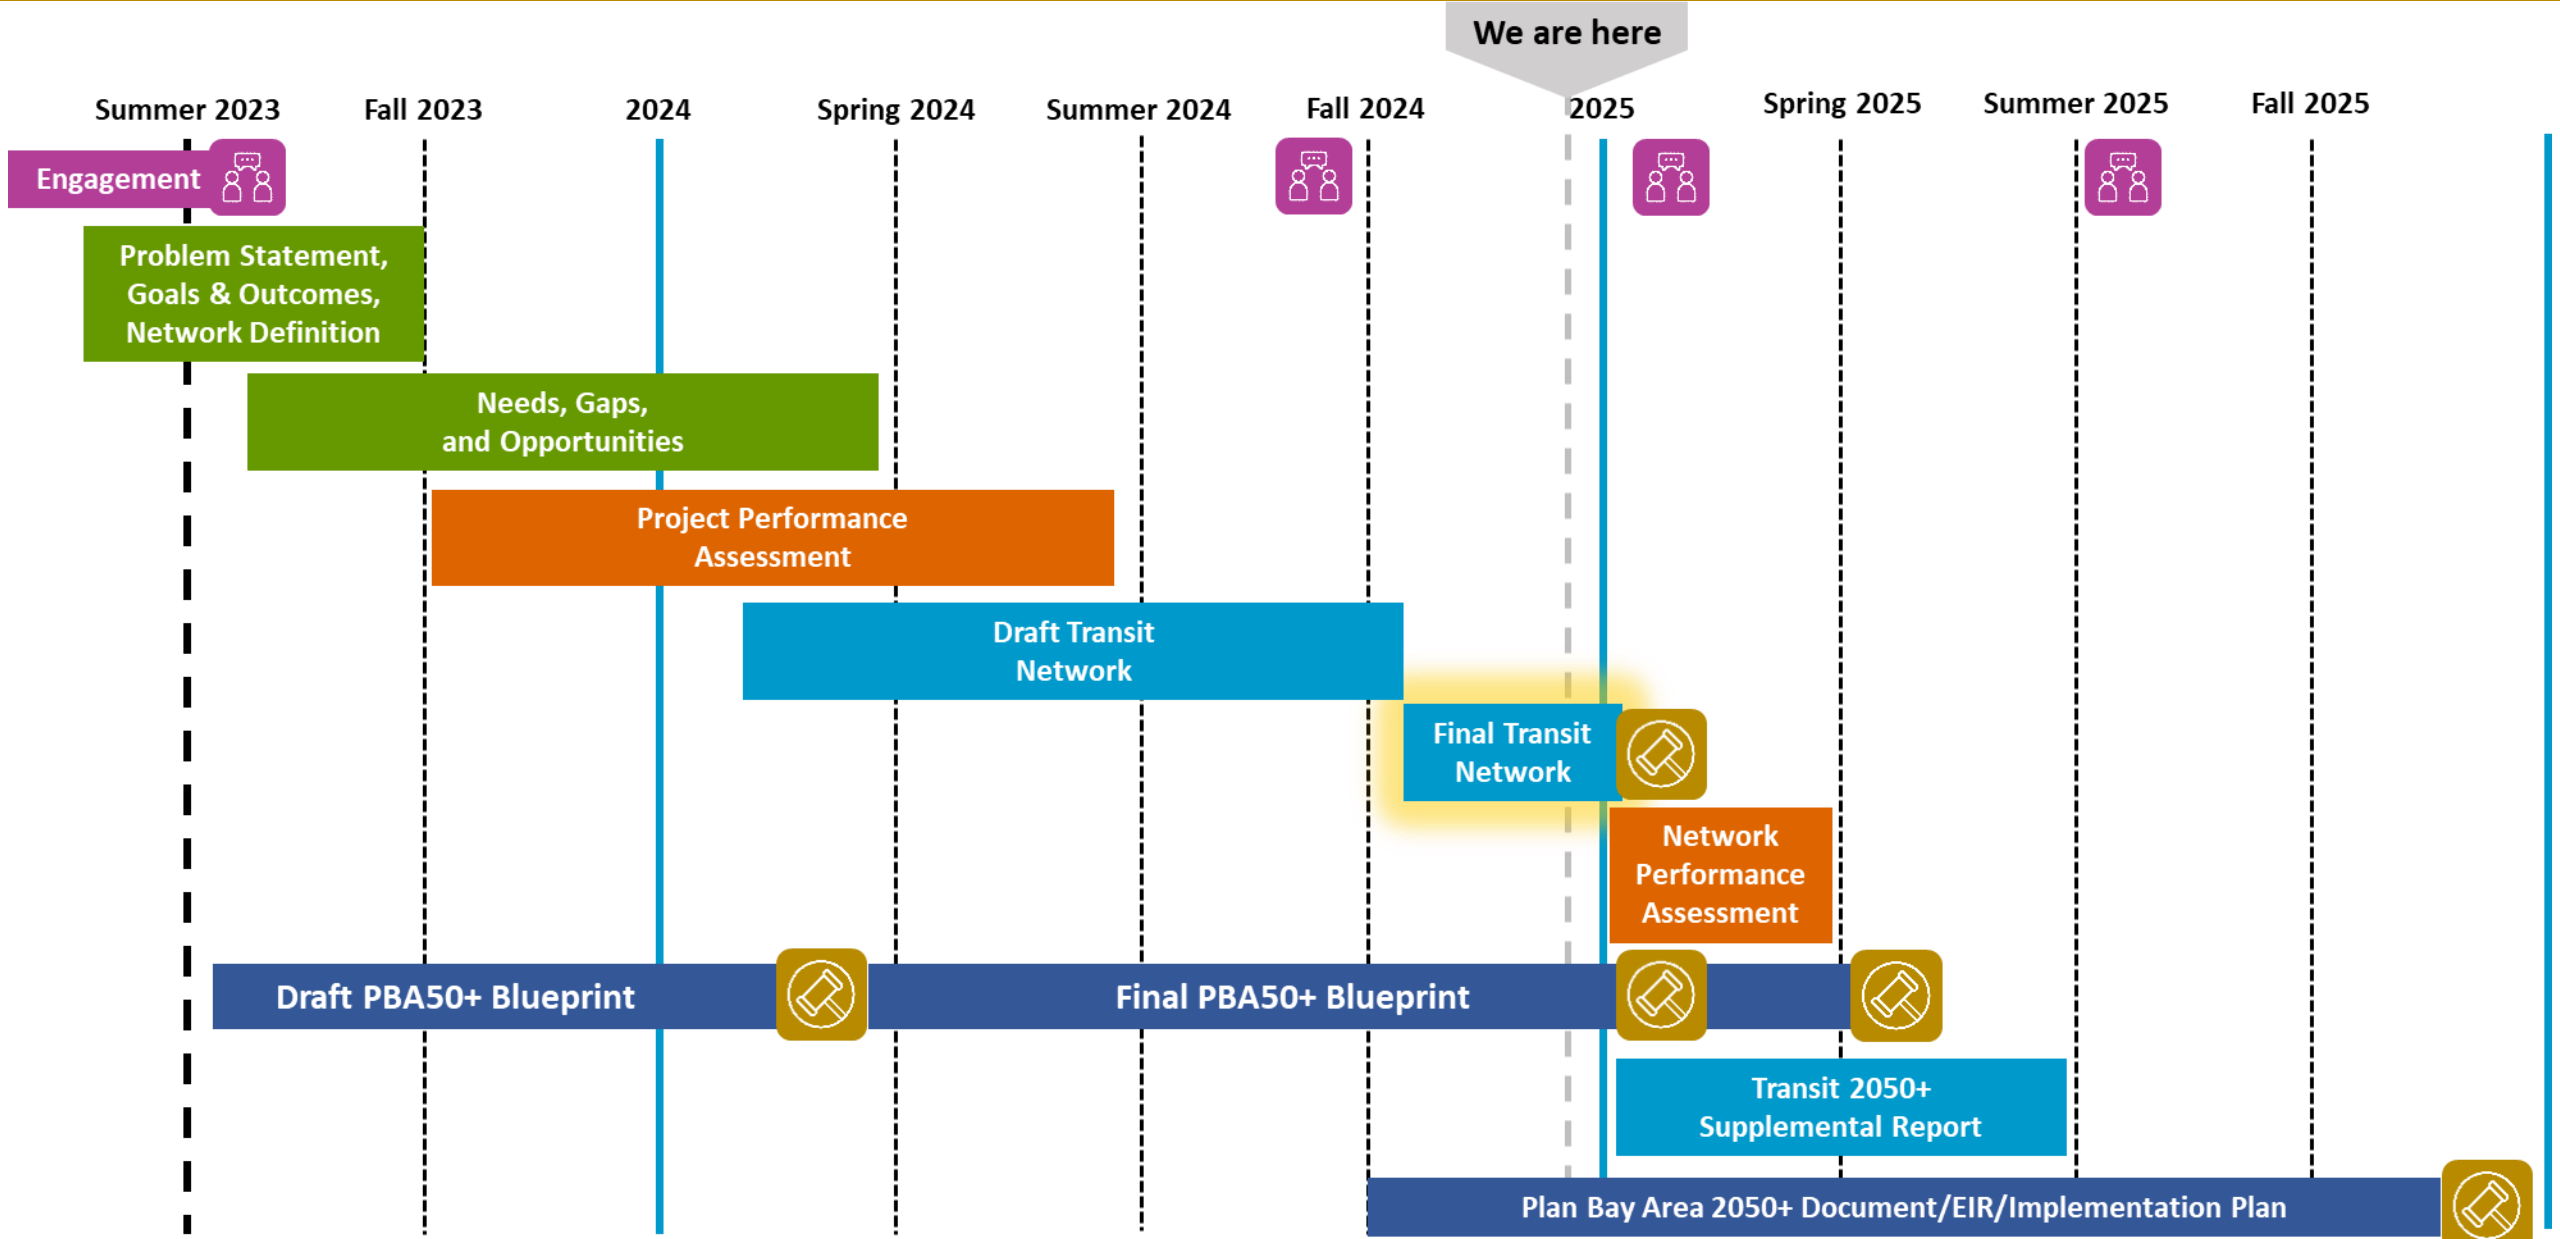 We are here
Summer 2023
Fall 2023
2024
Spring 2024
Summer 2024
Fall 2024
2025
Spring 2025
Summer 2025
Fall 2025
Engagement
Problem Statement,
Goals & Outcomes,
Network Definition
Needs, Gaps,
and Opportunities
Project Performance
Assessment
Draft Transit
Network
Final Transit
Network
Network
Performance
Assessment
Draft PBA50+ Blueprint
Final PBA50+ Blueprint
Transit 2050+
Supplemental Report
Plan Bay Area 2050+ Document/EIR/Implementation Plan